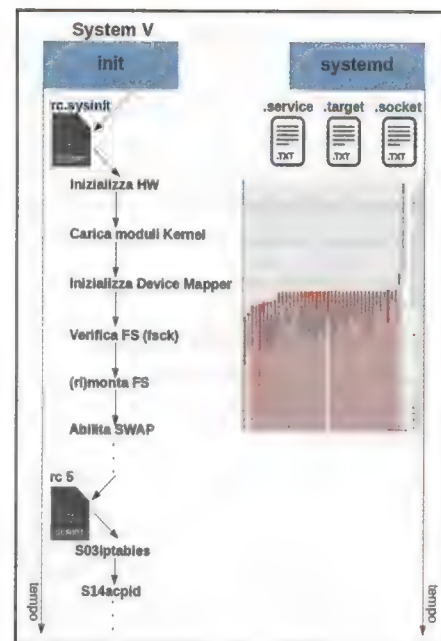 System V
init
rc.sysinit
Inizializza HW
Carica moduli Kernel
Inizializza Device Mapper
Verifica FS (fsck)
(ri)monta FS
Abilita SWAP
rc 5
SCRIPT
S03iptables
S14acpid
tempo
systemd
.service .target .socket
.TXT .TXT .TXT
tempo